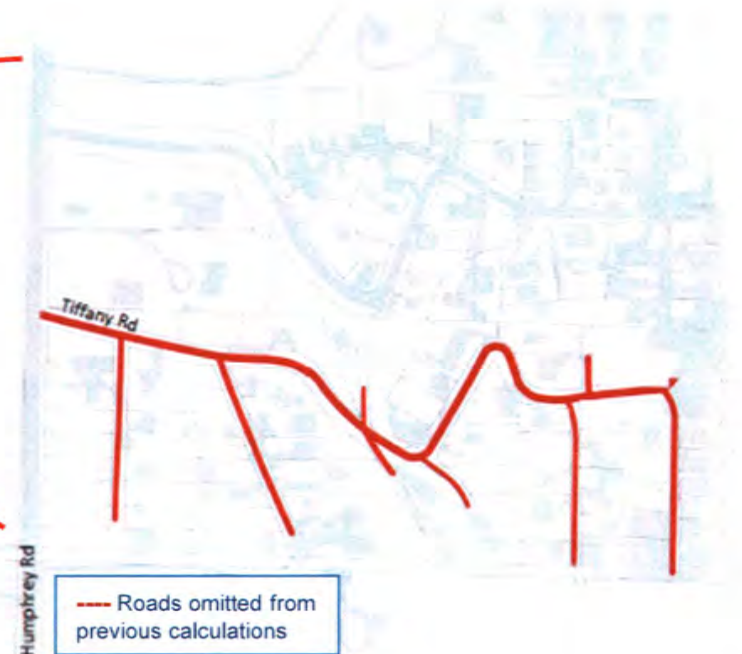 Tiffany Rd
Humphrey Rd
Roads omitted from
previous calculations